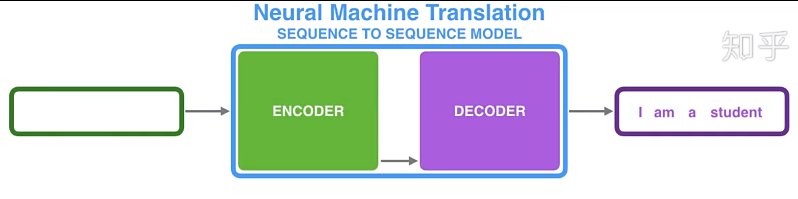 Neural Machine Translation
SEQUENCE TO SEQUENCE MODEL
知乎
ENCODER
DECODER
I am a student